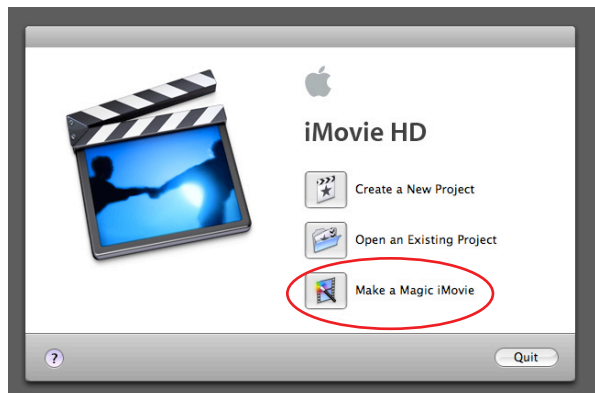 iMovie HD
Create a New Project
Open an Existing Project
Make a Magic iMovie
?
Quit